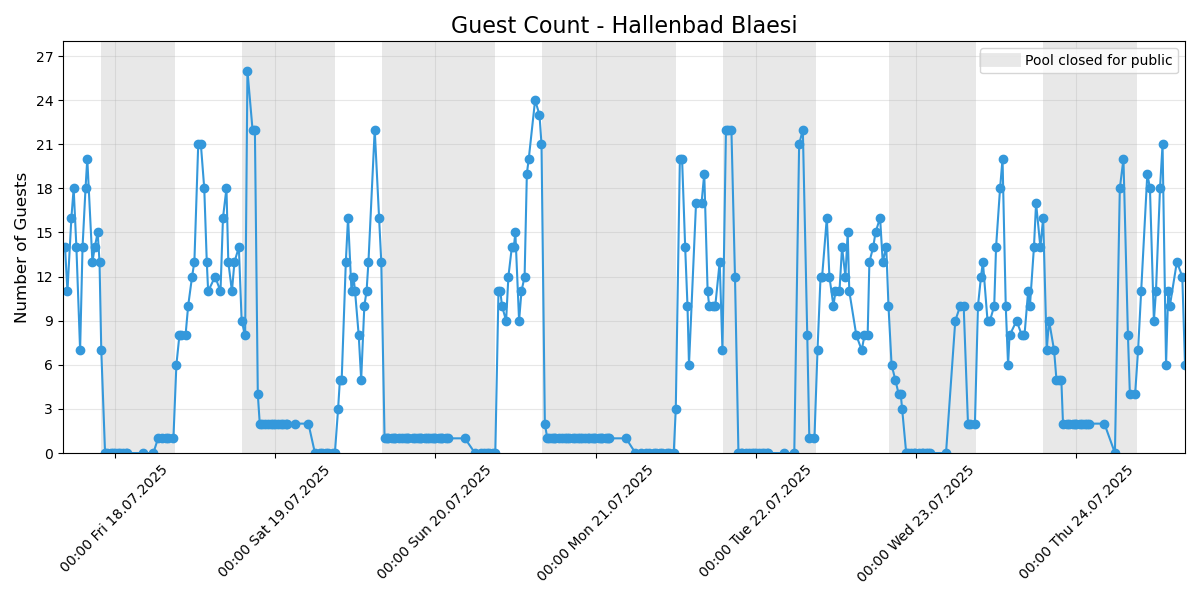 Guest Count - Hallenbad Blaesi
Pool closed for public
Number of Guests
27
24
21
18
15
12
9
6
3
0
00:00 Fri 18.07.2025
00:00 Sat 19.07.2025
00:00 Sun 20.07.2025
00:00 Mon 21.07.2025
00:00 Tue 22.07.2025
00:00 Wed 23.07.2025
00:00 Thu 24.07.2025